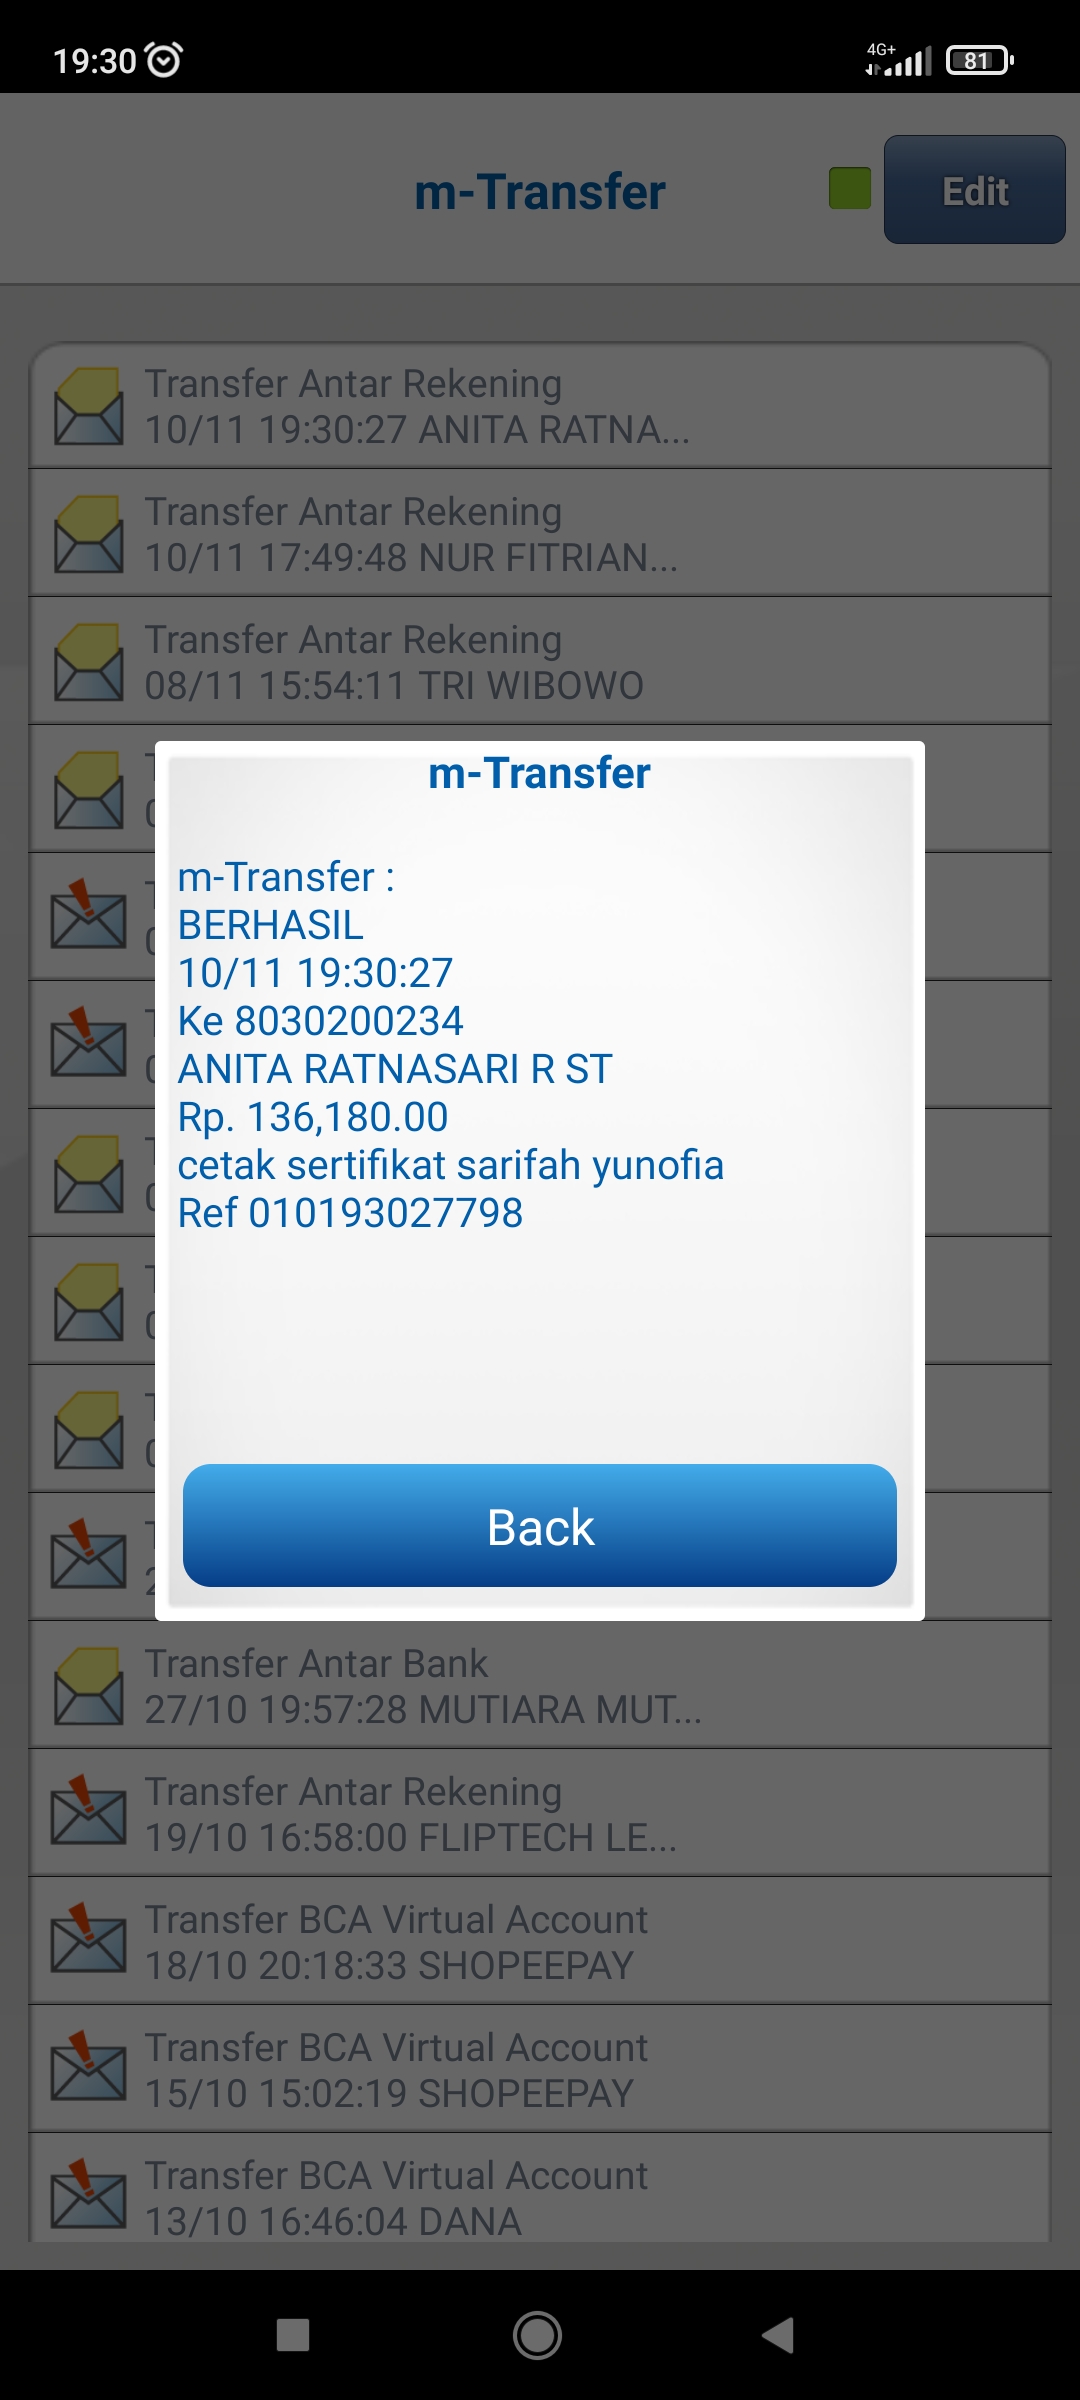 19:30
4G+
81
m-Transfer
Edit
Transfer Antar Rekening
10/11 19:30:27 ANITA RATNA...
Transfer Antar Rekening
10/11 17:49:48 NUR FITRIAN...
Transfer Antar Rekening
08/11 15:54:11 TRI WIBOWO
m-Transfer
m-Transfer :
BERHASIL
10/11 19:30:27
Ke 8030200234
ANITA RATNASARI R ST
Rp. 136,180.00
cetak sertifikat sarifah yunofia
Ref 010193027798
Back
Transfer Antar Bank
27/10 19:57:28 MUTIARA MUT...
Transfer Antar Rekening
19/10 16:58:00 FLIPTECH LE...
Transfer BCA Virtual Account
18/10 20:18:33 SHOPEEPAY
Transfer BCA Virtual Account
15/10 15:02:19 SHOPEEPAY
Transfer BCA Virtual Account
13/10 16:46:04 DANA